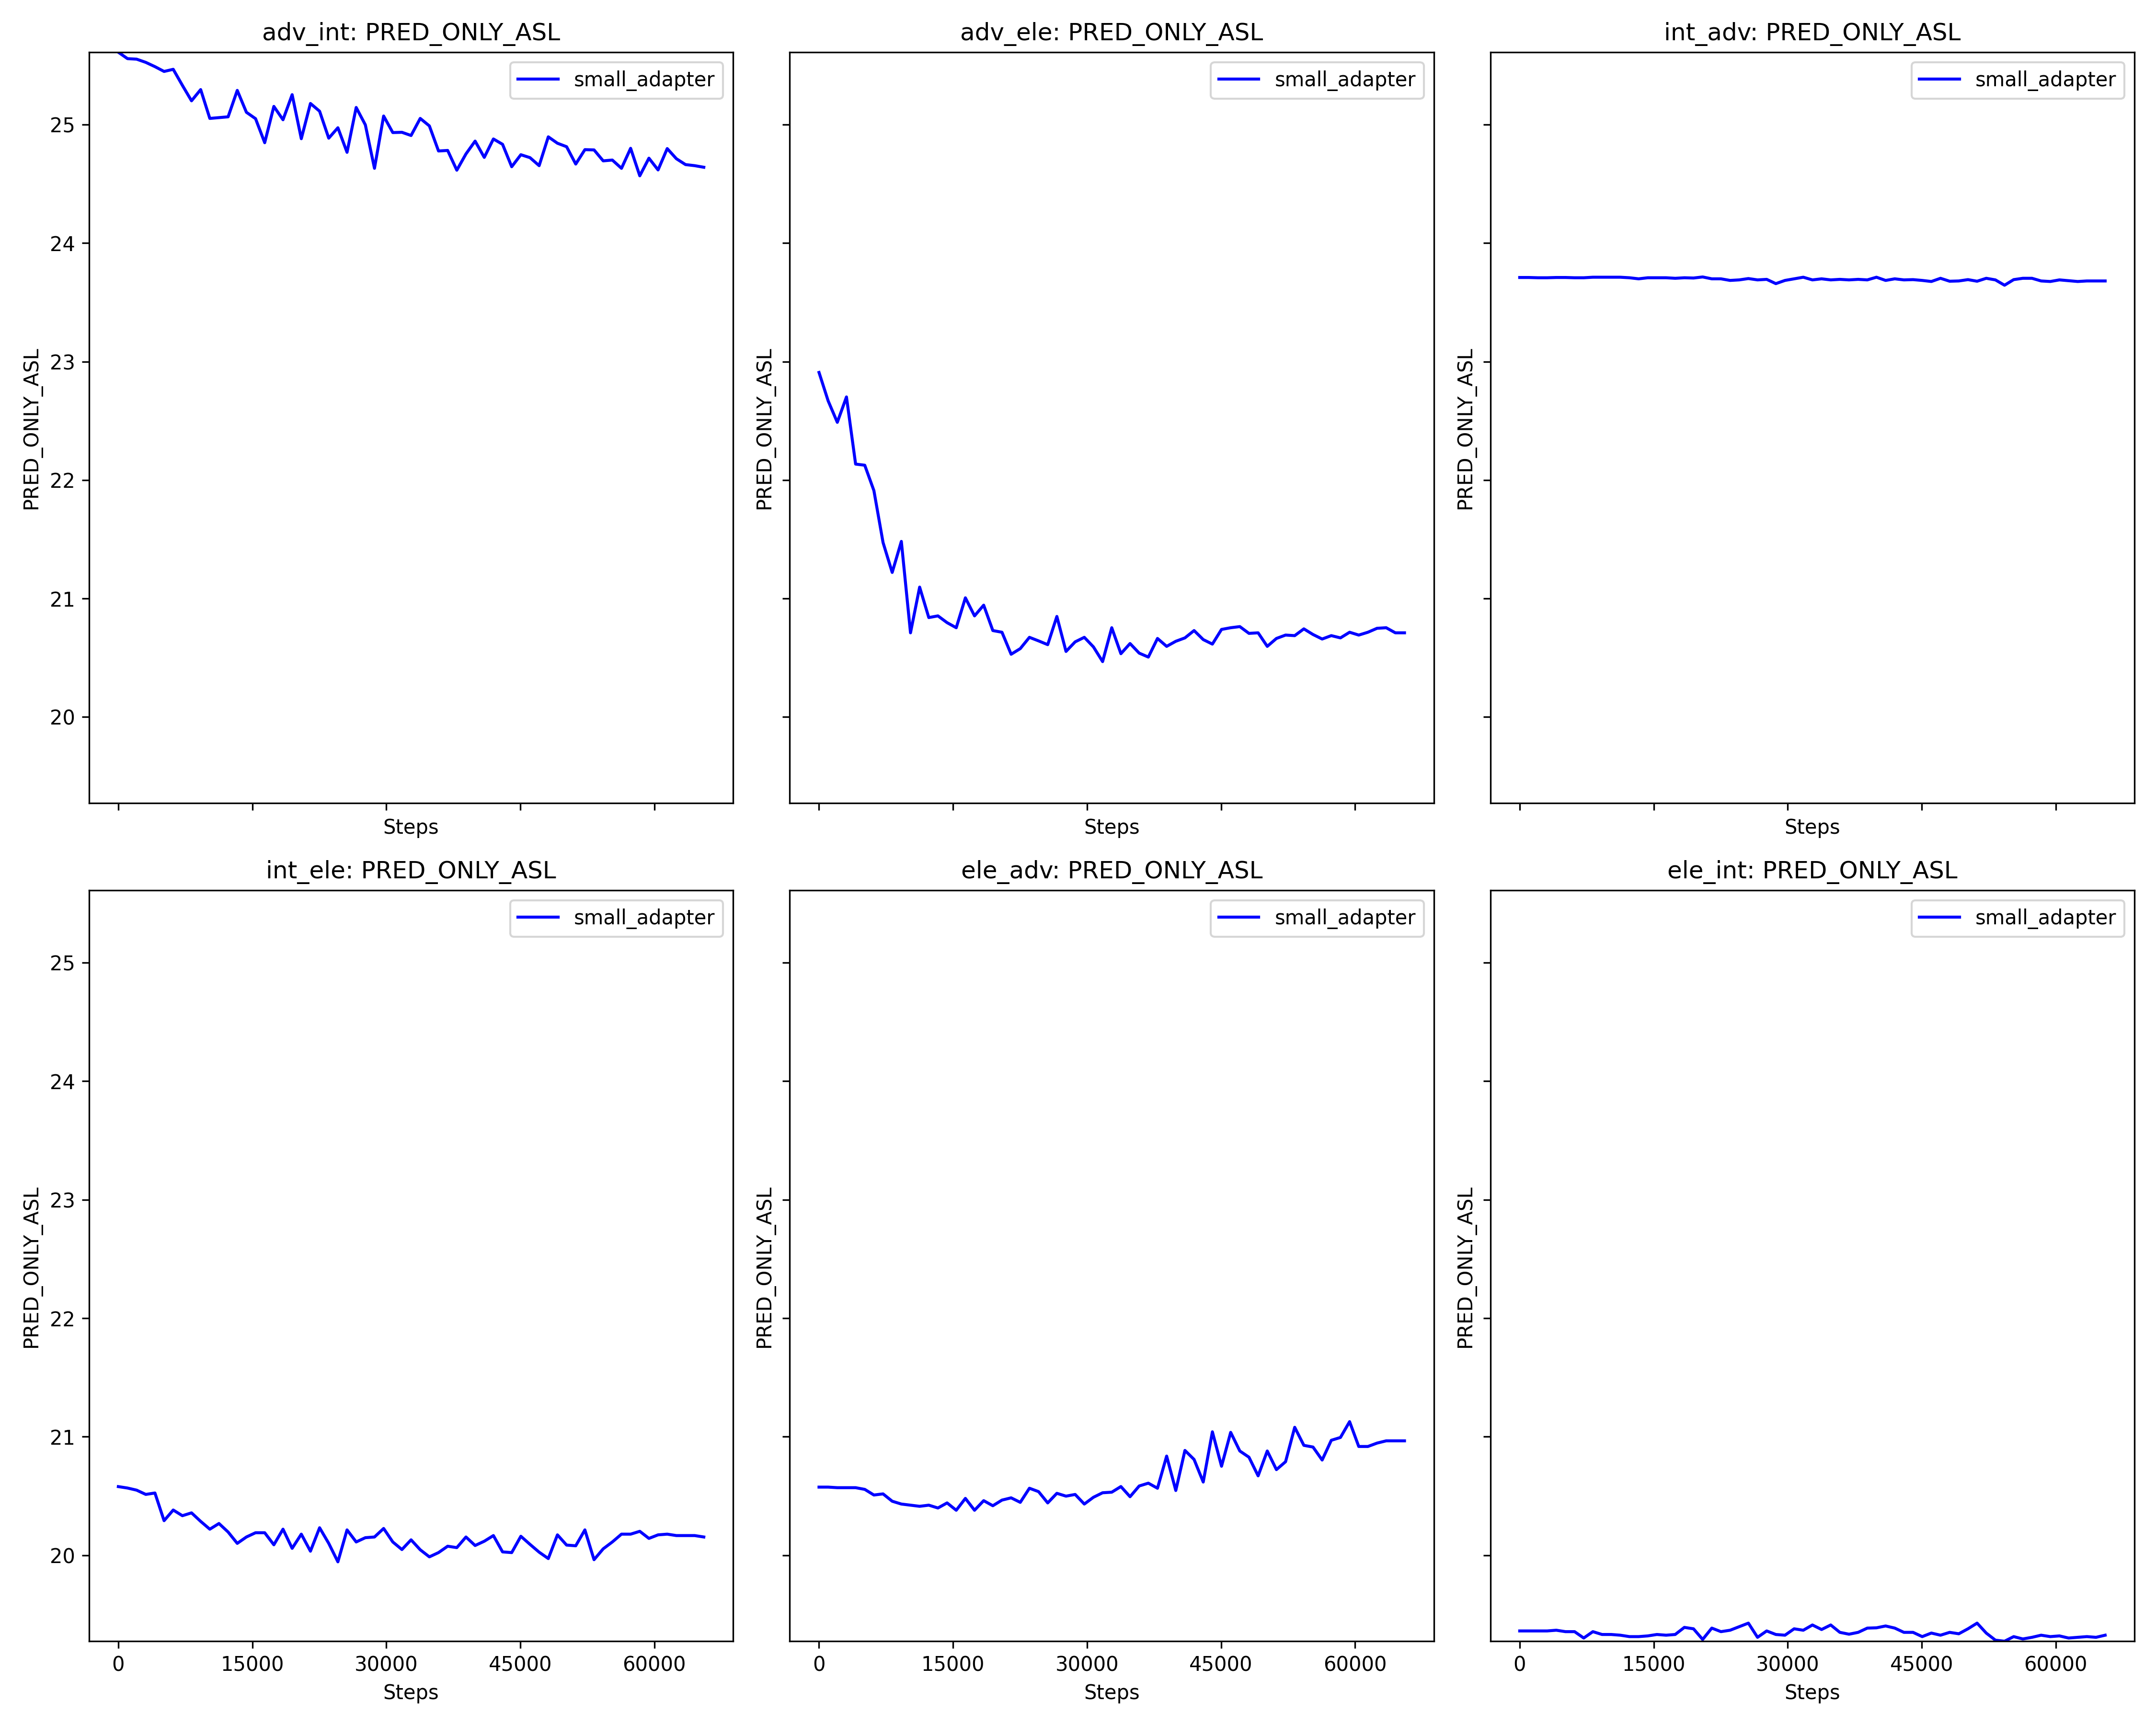 adv_int: PRED_ONLY_ASL
adv_ele: PRED_ONLY_ASL
int_adv: PRED_ONLY_ASL
small_adapter
small_adapter
small_adapter
25
24
23
22
21
20
PRED_ONLY_ASL
PRED_ONLY_ASL
PRED_ONLY_ASL
Steps
Steps
Steps
int_ele: PRED_ONLY_ASL
ele_adv: PRED_ONLY_ASL
ele_int: PRED_ONLY_ASL
small_adapter
small_adapter
small_adapter
25
24
23
22
21
20
PRED_ONLY_ASL
PRED_ONLY_ASL
PRED_ONLY_ASL
0 15000 30000 45000 60000
0 15000 30000 45000 60000
0 15000 30000 45000 60000
Steps
Steps
Steps